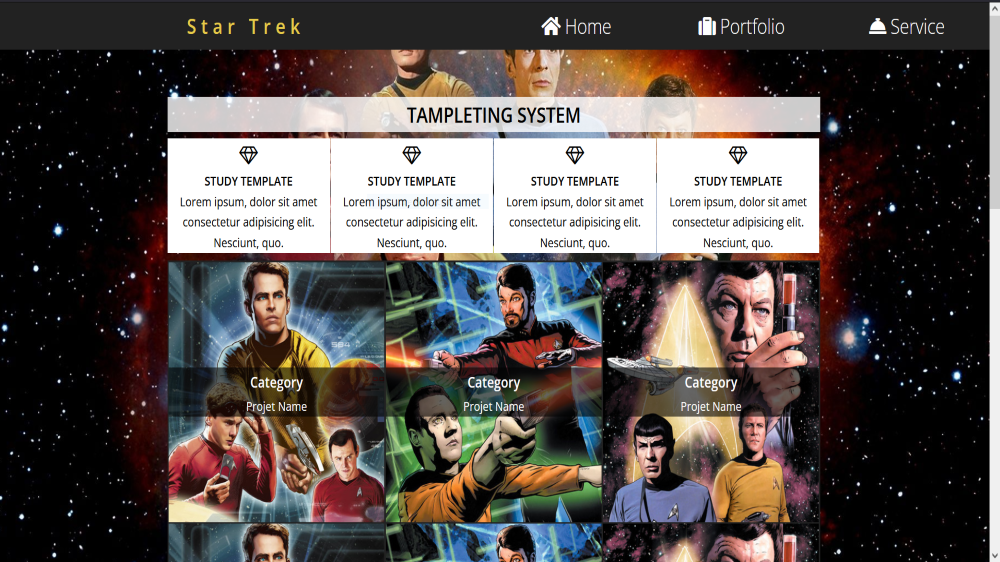 Star Trek
Home
Portfolio
Service
TAMPLETING SYSTEM
STUDY TEMPLATE
Lorem ipsum, dolor sit amet
consectetur adipisicing elit.
Nesciunt, quo.
STUDY TEMPLATE
Lorem ipsum, dolor sit amet
consectetur adipisicing elit.
Nesciunt, quo.
STUDY TEMPLATE
Lorem ipsum, dolor sit amet
consectetur adipisicing elit.
Nesciunt, quo.
STUDY TEMPLATE
Lorem ipsum, dolor sit amet
consectetur adipisicing elit.
Nesciunt, quo.
Category
Projet Name
Category
Projet Name
Category
Projet Name